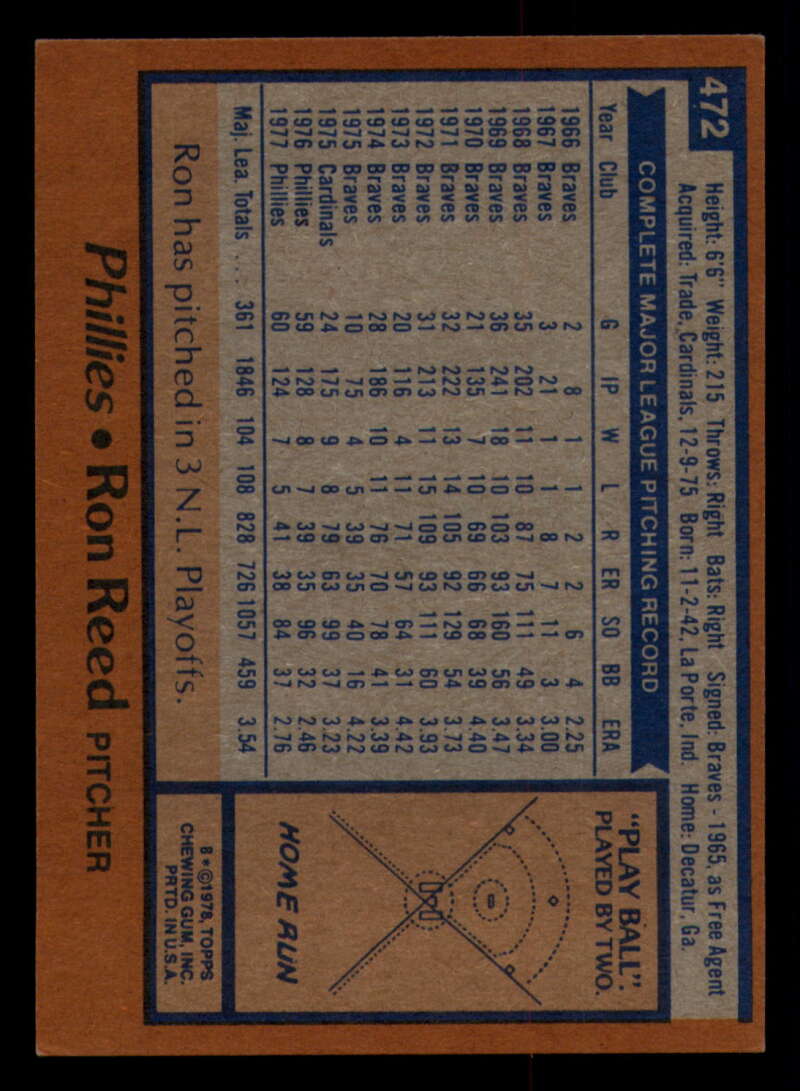 472
Height: 6'6" Weight: 215 Throws: Right Bats: Right Signed: Braves - 1965, as Free Agent
Acquired: Trade, Cardinals, 12-9-75 Born: 11-2-42, La Porte, Ind. Home: Decatur, Ga.
COMPLETE MAJOR LEAGUE PITCHING RECORD
Year Club G IP W L R ER SO BB ERA
1966 Braves 2 8 1 1 2 2 6 4 2.25
1967 Braves 3 21 1 1 8 7 11 3 3.00
1968 Braves 35 202 11 10 87 75 111 49 3.34
1969 Braves 36 241 18 10 103 93 160 56 3.47
1970 Braves 21 135 7 10 69 66 68 39 4.40
1971 Braves 32 222 13 14 105 92 129 54 3.73
1972 Braves 31 213 11 15 109 93 111 60 3.93
1973 Braves 20 116 4 11 71 57 64 31 4.42
1974 Braves 28 186 10 11 76 70 78 41 3.39
1975 Braves 10 75 4 5 39 35 40 16 4.22
1975 Cardinals 24 175 9 8 79 63 99 37 3.23
1976 Phillies 59 128 8 7 39 35 96 32 2.46
1977 Phillies 60 124 7 5 41 38 84 37 2.76
Maj. Lea. Totals ... 361 1846 104 108 828 726 1057 459 3.54
Ron has pitched in 3 N.L. Playoffs.
"PLAY BALL".
PLAYED BY TWO.
HOME RUN
8 * ©1978, TOPPS
CHEWING GUM, INC.
PRTD. IN U.S.A.
Phillies • Ron Reed PITCHER